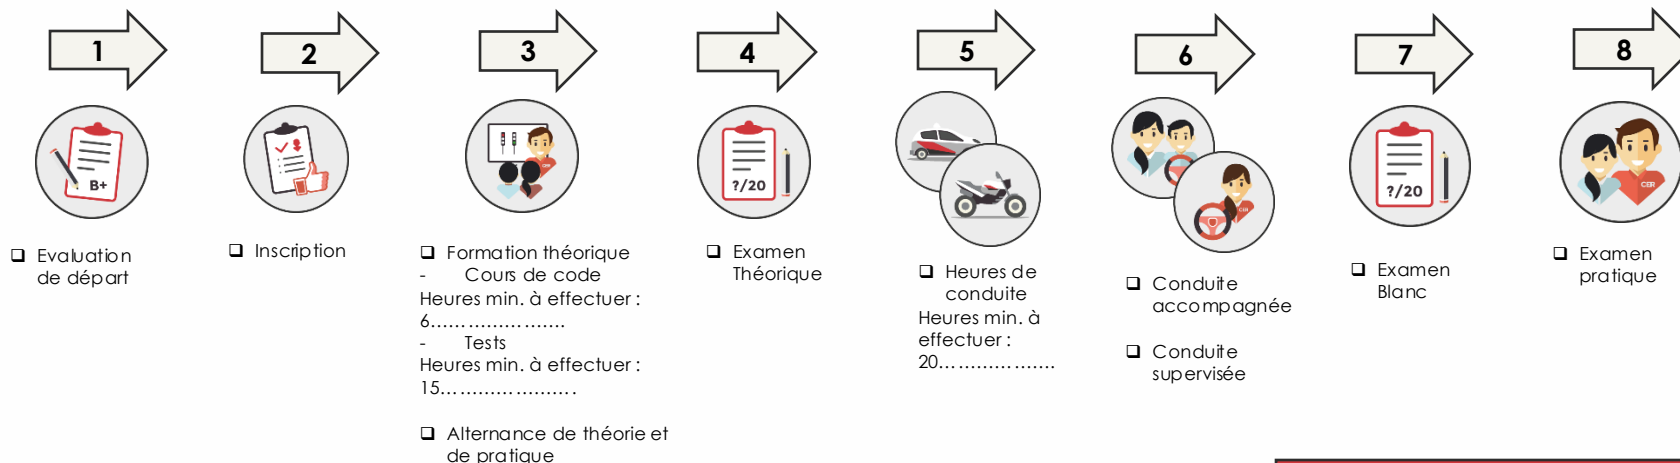 1
2
3
4
5
6
7
8
B+
?/20
?/20
CER
❑ Evaluation
de départ
❑ Inscription
❑ Formation théorique
- Cours de code
Heures min. à effectuer :
6.......................
- Tests
Heures min. à effectuer :
15.......................
❑ Alternance de théorie et
de pratique
❑ Examen
Théorique
❑ Heures de
conduite
Heures min. à
effectuer :
20....................
❑ Conduite
accompagnée
❑ Conduite
supervisée
❑ Examen
Blanc
❑ Examen
pratique